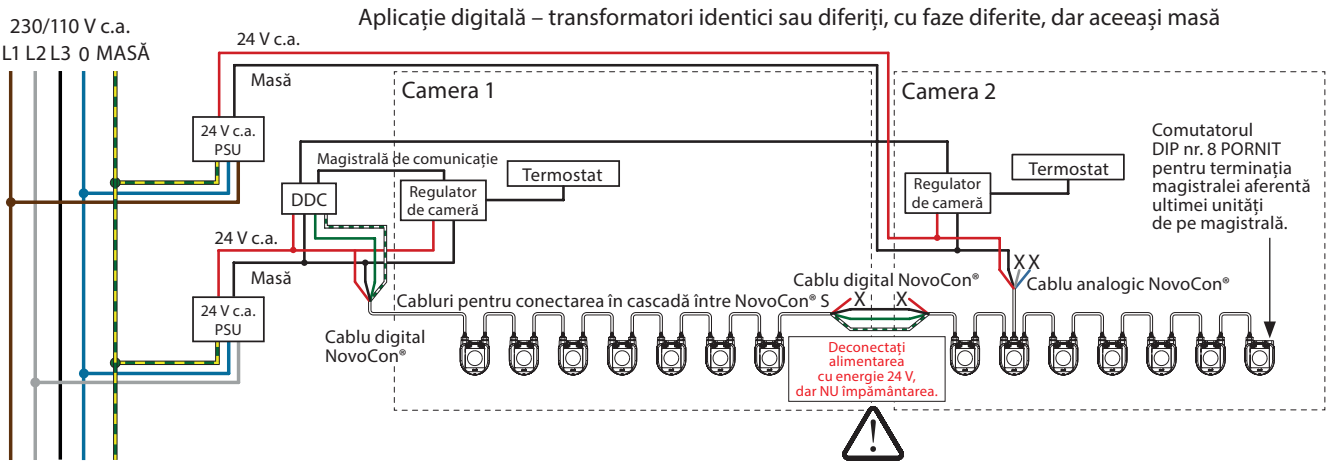 Aplicație digitală – transformatori identici sau diferiți, cu faze diferite, dar aceeași masă
230/110 V c.a.
L1 L2 L3 0 MASĂ
24 V c.a.
Masă
Camera 1
Camera 2
24 V c.a.
PSU
Magistrală de comunicație
Termostat
DDC
Regulator
de cameră
Termostat
Regulator
de cameră
Comutatorul
DIP nr. 8 PORNIT
pentru terminația
magistralei aferentă
ultimei unități
de pe magistrală.
24 V c.a.
Masă
24 V c.a.
PSU
Cablu digital
NovoCon®
Cabluri pentru conectarea în cascadă între NovoCon® S
Cablu digital NovoCon®
X X
X X
Cablu analogic NovoCon®
Deconectați
alimentarea
cu energie 24 V,
dar NU împământarea.
!